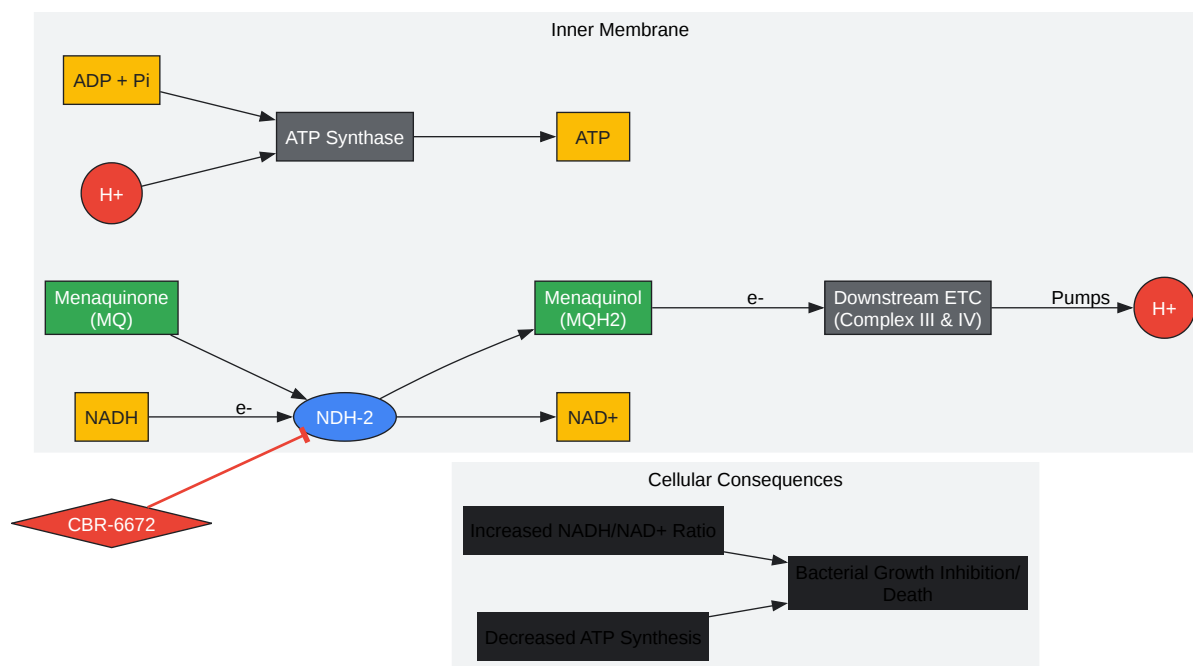 Inner Membrane
ADP + Pi
ATP Synthase
ATP
H+
Menaquinone
(MQ)
Menaquinol
(MQH2)
e-
Downstream ETC
(Complex III & IV)
Pumps
H+
NADH
e-
NDH-2
NAD+
CBR-6672
Cellular Consequences
Increased NADH/NAD+ Ratio
Bacterial Growth Inhibition/
Death
Decreased ATP Synthesis